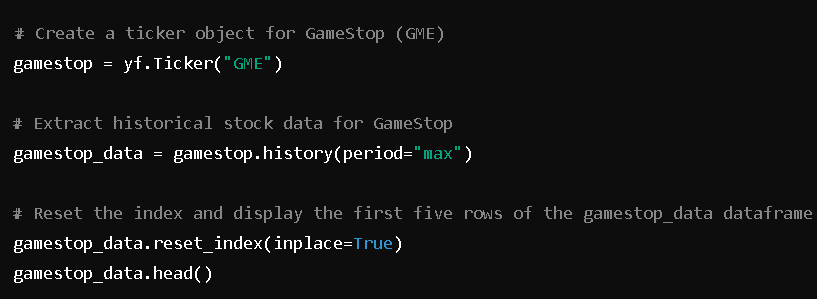 # Create a ticker object for GameStop (GME)
gamestop = yf.Ticker("GME")
# Extract historical stock data for GameStop
gamestop_data = gamestop.history(period="max")
# Reset the index and display the first five rows of the gamestop_data dataframe
gamestop_data.reset_index(inplace=True)
gamestop_data.head()